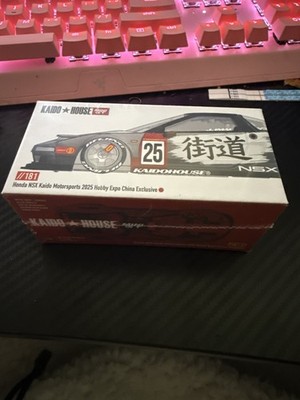 KAIDO★HOUSE
25
街道
KAIDOHOUSE
NSX
//181
Honda NSX Kaido Motorsports 2025 Hobby Expo China Exclusive
KAIDO★HOUSE